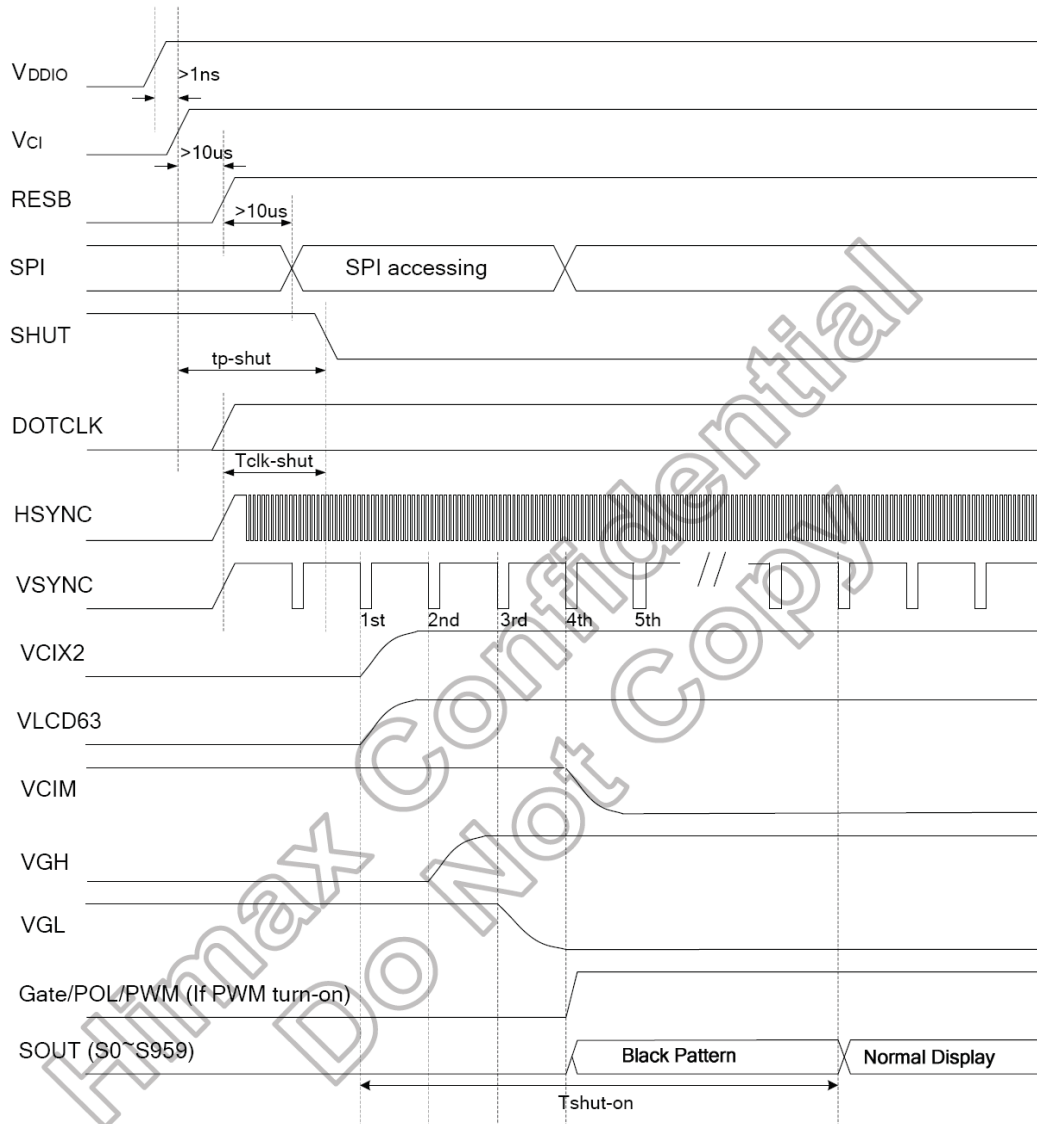 VDDIO
>1ns
VCI
>10us
RESB
>10us
SPI
SPI accessing
SHUT
tp-shut
DOTCLK
Tclk-shut
HSYNC
VSYNC
1st 2nd 3rd 4th 5th
VCIX2
VLCD63
VCIM
VGH
VGL
Gate/POL/PWM (If PWM turn-on)
SOUT (S0~S959)
Black Pattern
Normal Display
Tshut-on
Himax Confidential
Do Not Copy